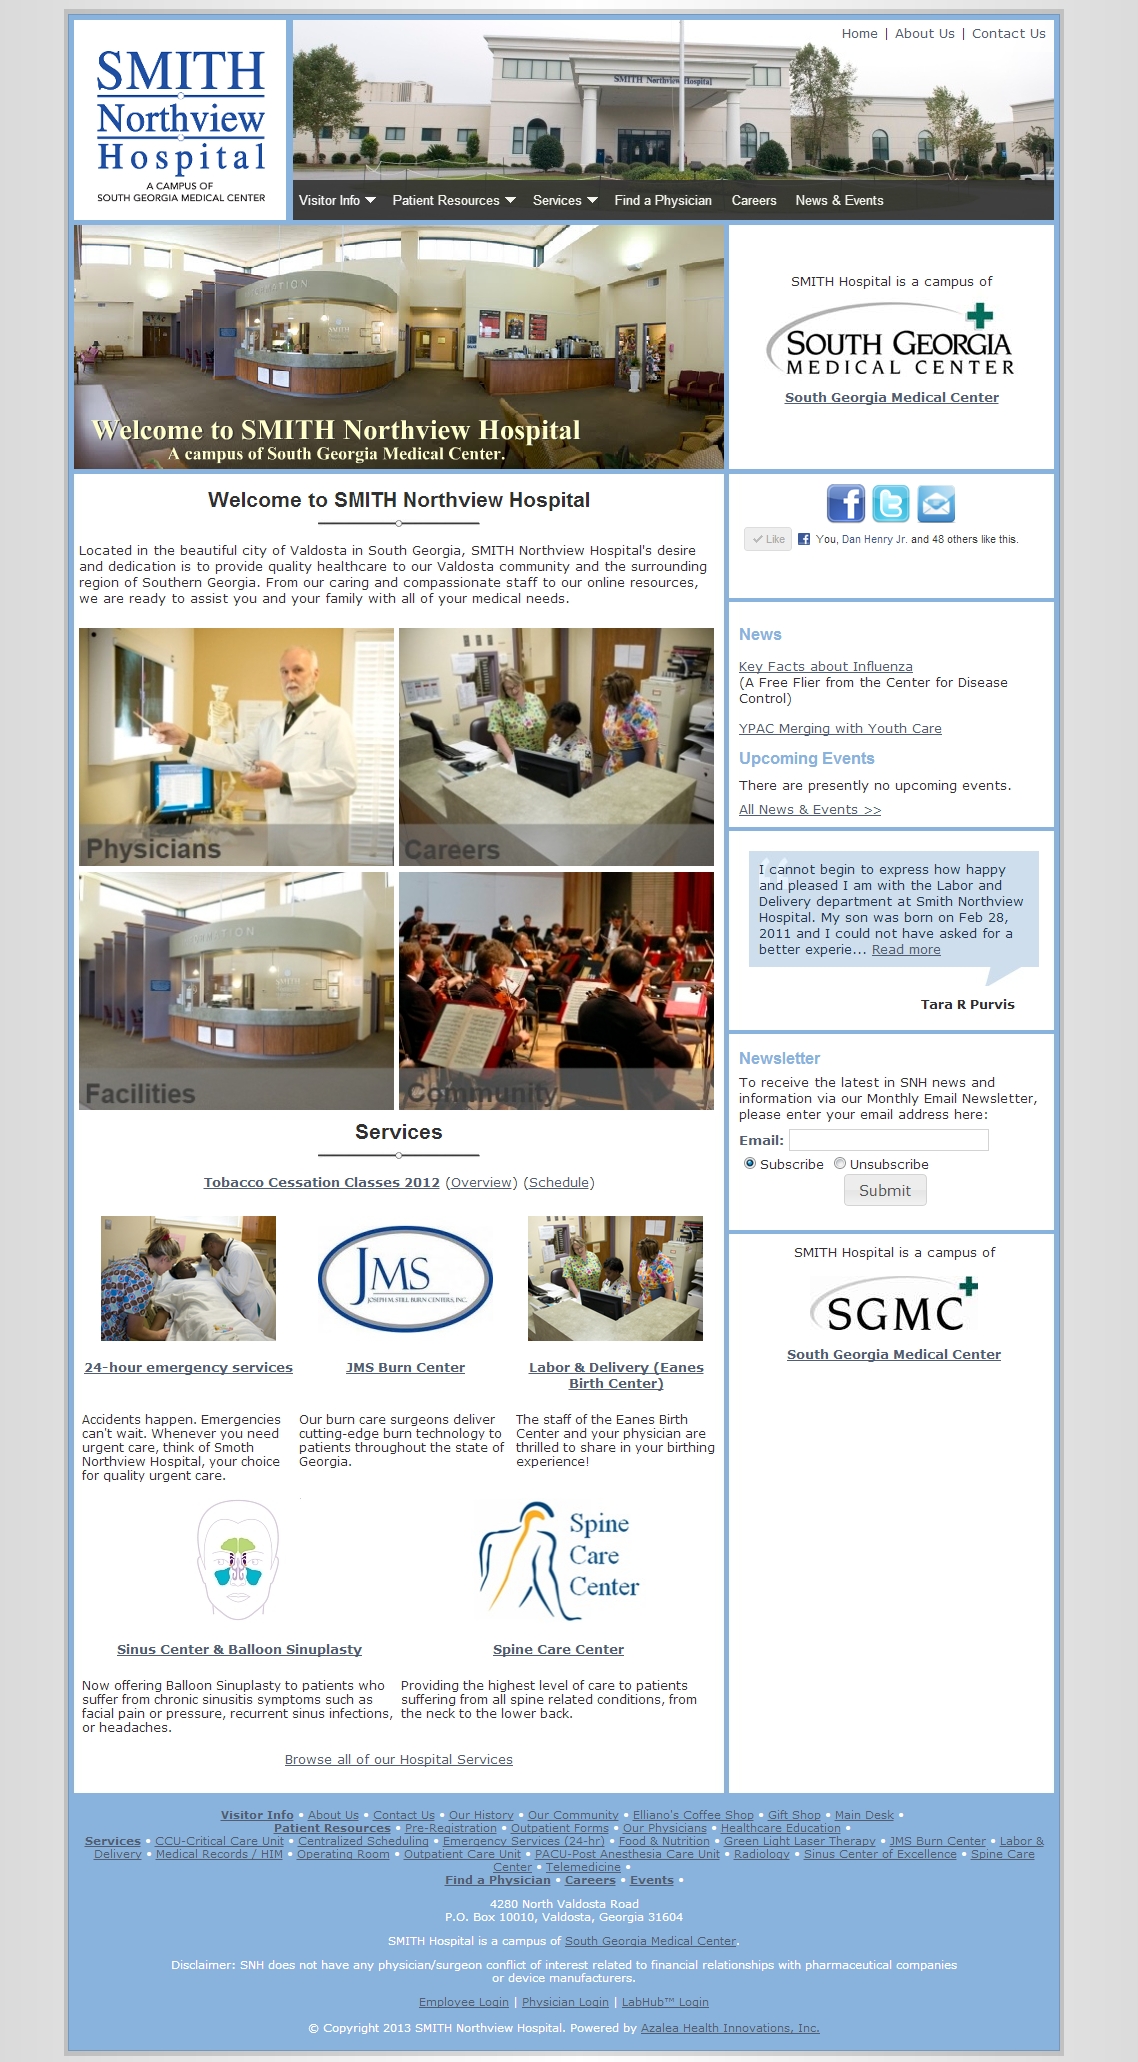 SMITH
Northview
Hospital
A CAMPUS OF
SOUTH GEORGIA MEDICAL CENTER
Home | About Us | Contact Us
SMITH Northview Hospital
Visitor Info Patient Resources Services Find a Physician Careers News & Events
Welcome to SMITH Northview Hospital
A campus of South Georgia Medical Center.
SMITH Hospital is a campus of
SOUTH GEORGIA
MEDICAL CENTER
South Georgia Medical Center
Welcome to SMITH Northview Hospital
Located in the beautiful city of Valdosta in South Georgia, SMITH Northview Hospital's desire
and dedication is to provide quality healthcare to our Valdosta community and the surrounding
region of Southern Georgia. From our caring and compassionate staff to our online resources,
we are ready to assist you and your family with all of your medical needs.
Physicians
Careers
Facilities
Community
Like You, Dan Henry Jr. and 48 others like this.
News
Key Facts about Influenza
(A Free Flier from the Center for Disease
Control)
YPAC Merging with Youth Care
Upcoming Events
There are presently no upcoming events.
All News & Events >>
I cannot begin to express how happy
and pleased I am with the Labor and
Delivery department at Smith Northview
Hospital. My son was born on Feb 28,
2011 and I could not have asked for a
better experie... Read more
Tara R Purvis
Newsletter
To receive the latest in SNH news and
information via our Monthly Email Newsletter,
please enter your email address here:
Email:
Subscribe Unsubscribe
Submit
SMITH Hospital is a campus of
SGMC
South Georgia Medical Center
Services
Tobacco Cessation Classes 2012 (Overview) (Schedule)
JMS
JOSEPH M. STILL BURN CENTERS, INC.
24-hour emergency services
JMS Burn Center
Labor & Delivery (Eanes
Birth Center)
Accidents happen. Emergencies
can't wait. Whenever you need
urgent care, think of Smoth
Northview Hospital, your choice
for quality urgent care.
Our burn care surgeons deliver
cutting-edge burn technology to
patients throughout the state of
Georgia.
The staff of the Eanes Birth
Center and your physician are
thrilled to share in your birthing
experience!
Spine
Care
Center
Sinus Center & Balloon Sinuplasty
Spine Care Center
Now offering Balloon Sinuplasty to patients who
suffer from chronic sinusitis symptoms such as
facial pain or pressure, recurrent sinus infections,
or headaches.
Providing the highest level of care to patients
suffering from all spine related conditions, from
the neck to the lower back.
Browse all of our Hospital Services
Visitor Info • About Us • Contact Us • Our History • Our Community • Elliano's Coffee Shop • Gift Shop • Main Desk •
Patient Resources • Pre-Registration • Outpatient Forms • Our Physicians • Healthcare Education •
Services • CCU-Critical Care Unit • Centralized Scheduling • Emergency Services (24-hr) • Food & Nutrition • Green Light Laser Therapy • JMS Burn Center • Labor &
Delivery • Medical Records / HIM • Operating Room • Outpatient Care Unit • PACU-Post Anesthesia Care Unit • Radiology • Sinus Center of Excellence • Spine Care
Center • Telemedicine •
Find a Physician • Careers • Events •
4280 North Valdosta Road
P.O. Box 10010, Valdosta, Georgia 31604
SMITH Hospital is a campus of South Georgia Medical Center.
Disclaimer: SNH does not have any physician/surgeon conflict of interest related to financial relationships with pharmaceutical companies
or device manufacturers.
Employee Login | Physician Login | LabHub™ Login
© Copyright 2013 SMITH Northview Hospital. Powered by Azalea Health Innovations, Inc.